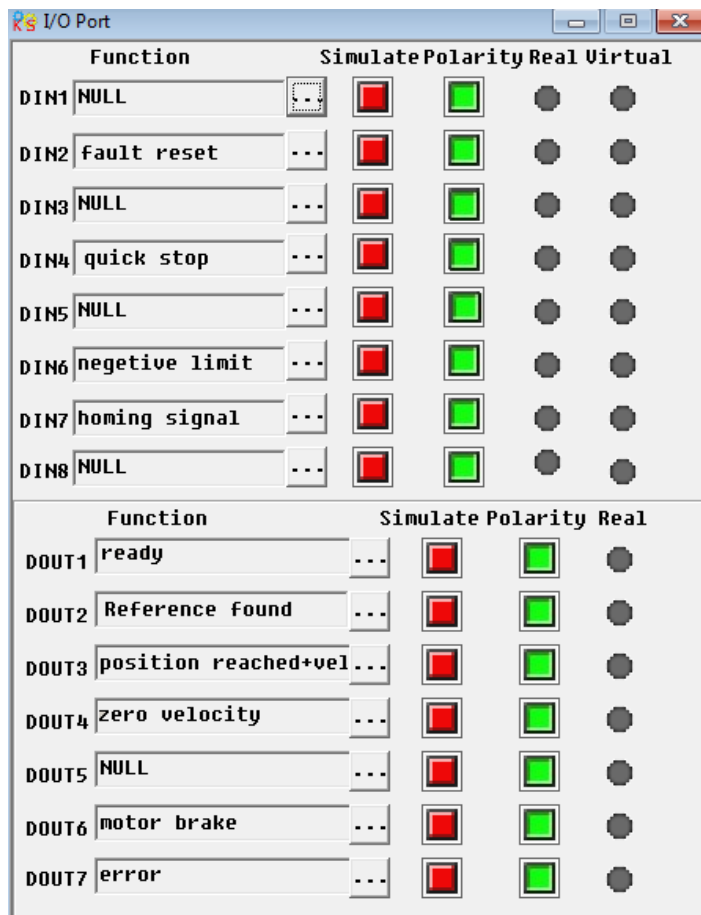 I/O Port
Function Simulate Polarity Real Virtual
DIN1 NULL ...
DIN2 fault reset ...
DIN3 NULL ...
DIN4 quick stop ...
DIN5 NULL ...
DIN6 negetive limit ...
DIN7 homing signal ...
DIN8 NULL ...
Function Simulate Polarity Real
DOUT1 ready ...
DOUT2 Reference found ...
DOUT3 position reached+vel ...
DOUT4 zero velocity ...
DOUT5 NULL ...
DOUT6 motor brake ...
DOUT7 error ...